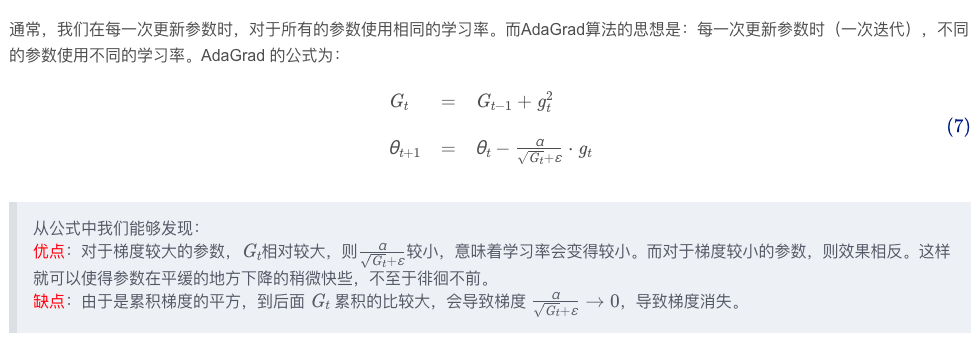 通常，我们在每一次更新参数时，对于所有的参数使用相同的学习率。而AdaGrad算法的思想是：每一次更新参数时（一次迭代），不同
的参数使用不同的学习率。AdaGrad 的公式为：
G_t = G_{t−1} + g_t^2
(7)
θ_{t+1} = θ_t − \frac{α}{\sqrt{G_t}+ε} · g_t
从公式中我们能够发现：
优点：对于梯度较大的参数，G_t相对较大，则\frac{α}{\sqrt{G_t}+ε}较小，意味着学习率会变得较小。而对于梯度较小的参数，则效果相反。这样
就可以使得参数在平缓的地方下降的稍微快些，不至于徘徊不前。
缺点：由于是累积梯度的平方，到后面 G_t 累积的比较大，会导致梯度 \frac{α}{\sqrt{G_t}+ε} → 0，导致梯度消失。